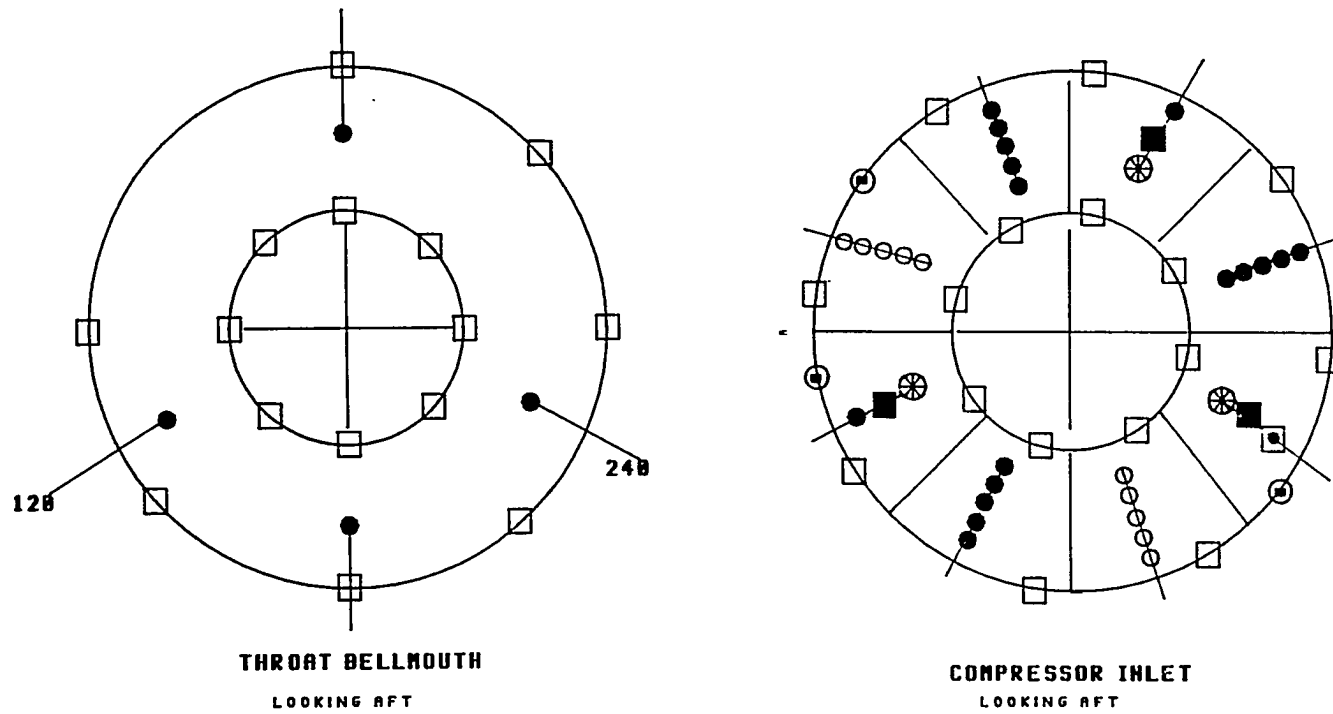 120
240
THROAT BELLMOUTH
LOOKING AFT
COMPRESSOR INLET
LOOKING AFT